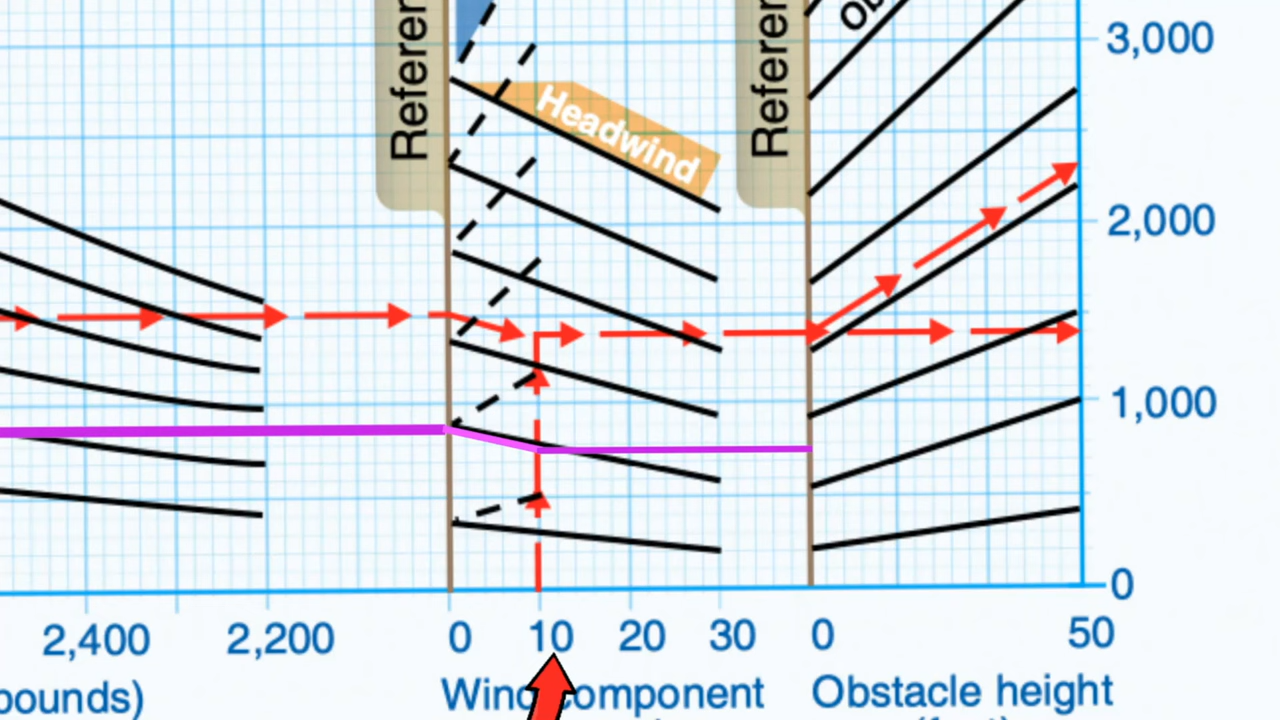 Referen
Referen
Headwind
3,000
2,000
1,000
0
2,400 2,200 0 10 20 30 0 50
Wind component Obstacle height